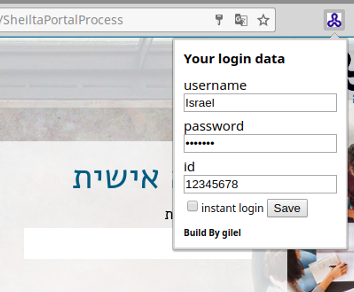 /SheiltaPortalProcess
Your login data
username
Israel
password
•••••••
id
12345678
instant login Save
Build By gilel
אישית
ת